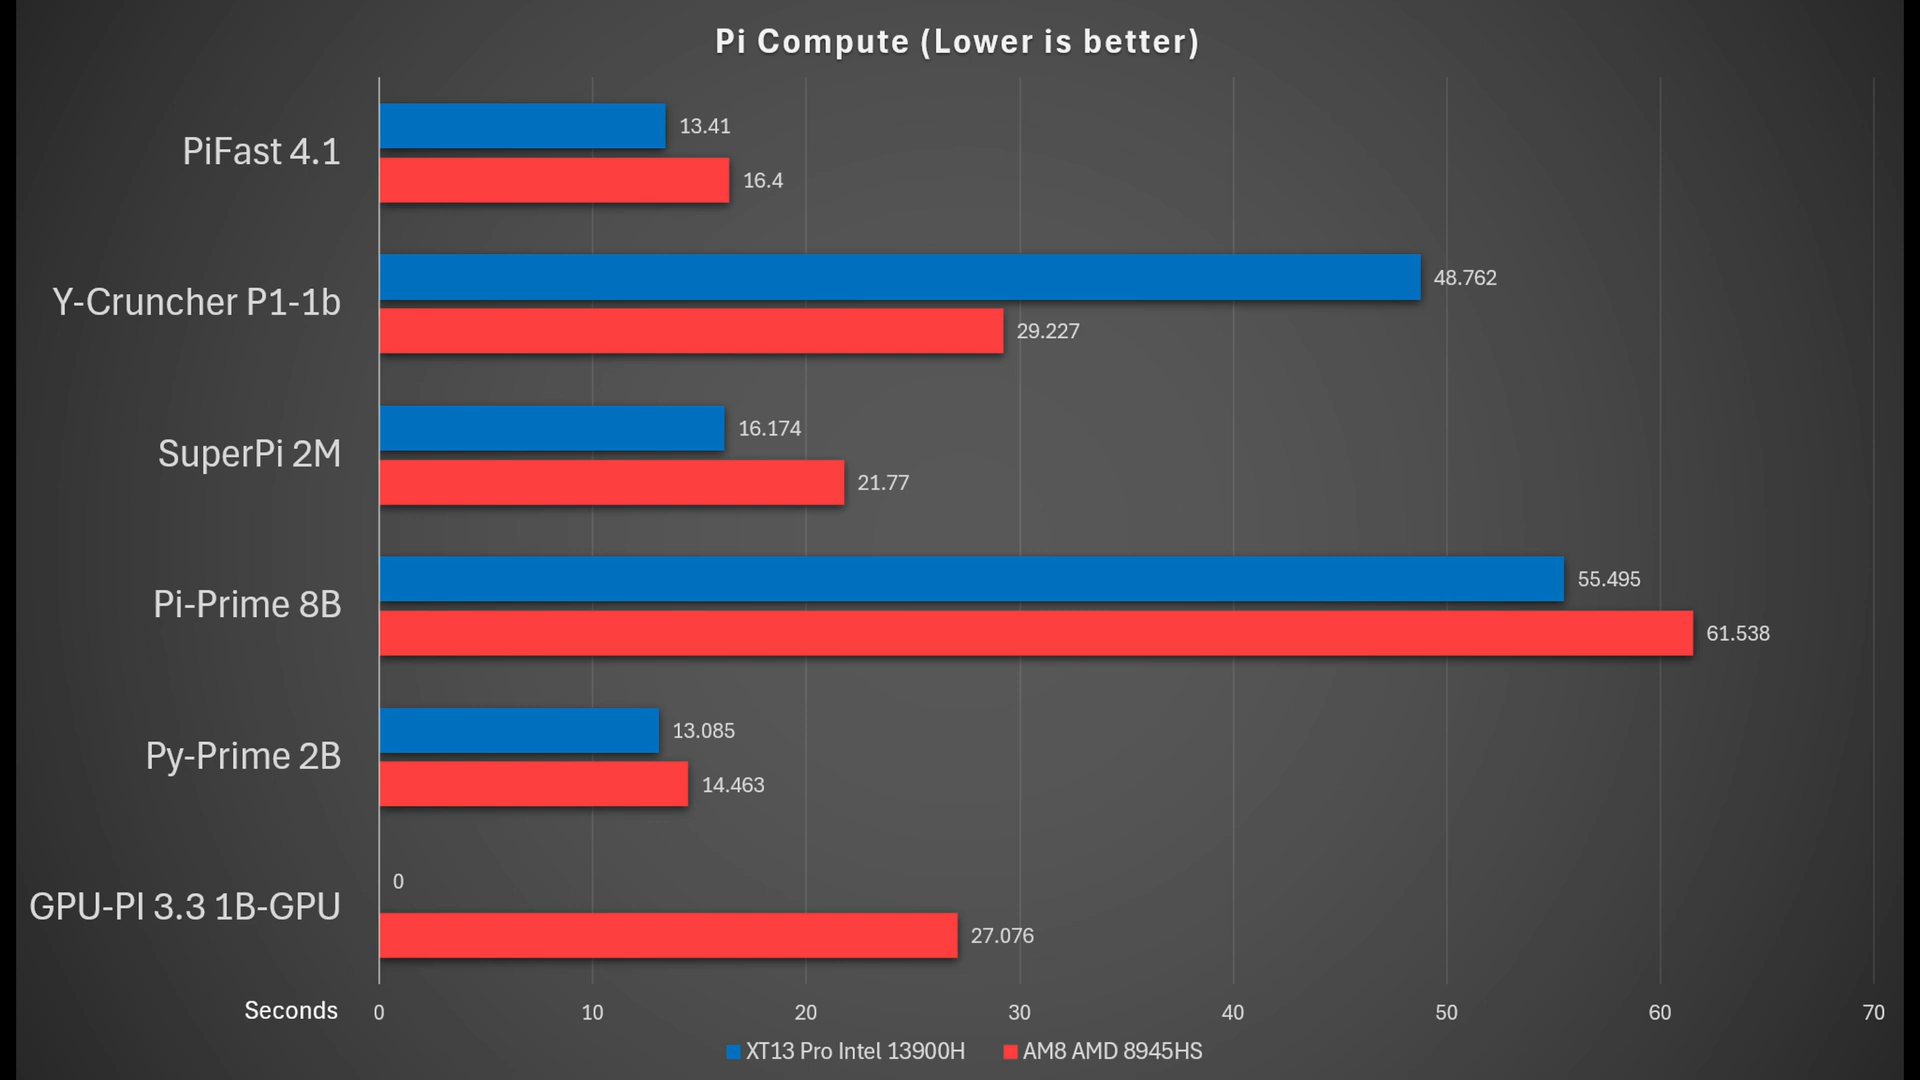 Pi Compute (Lower is better)
PiFast 4.1
13.41
16.4
Y-Cruncher P1-1b
48.762
29.227
SuperPi 2M
16.174
21.77
Pi-Prime 8B
55.495
61.538
Py-Prime 2B
13.085
14.463
GPU-PI 3.3 1B-GPU
0
27.076
Seconds 0 10 20 30 40 50 60 70
XT13 Pro Intel 13900H AM8 AMD 8945HS